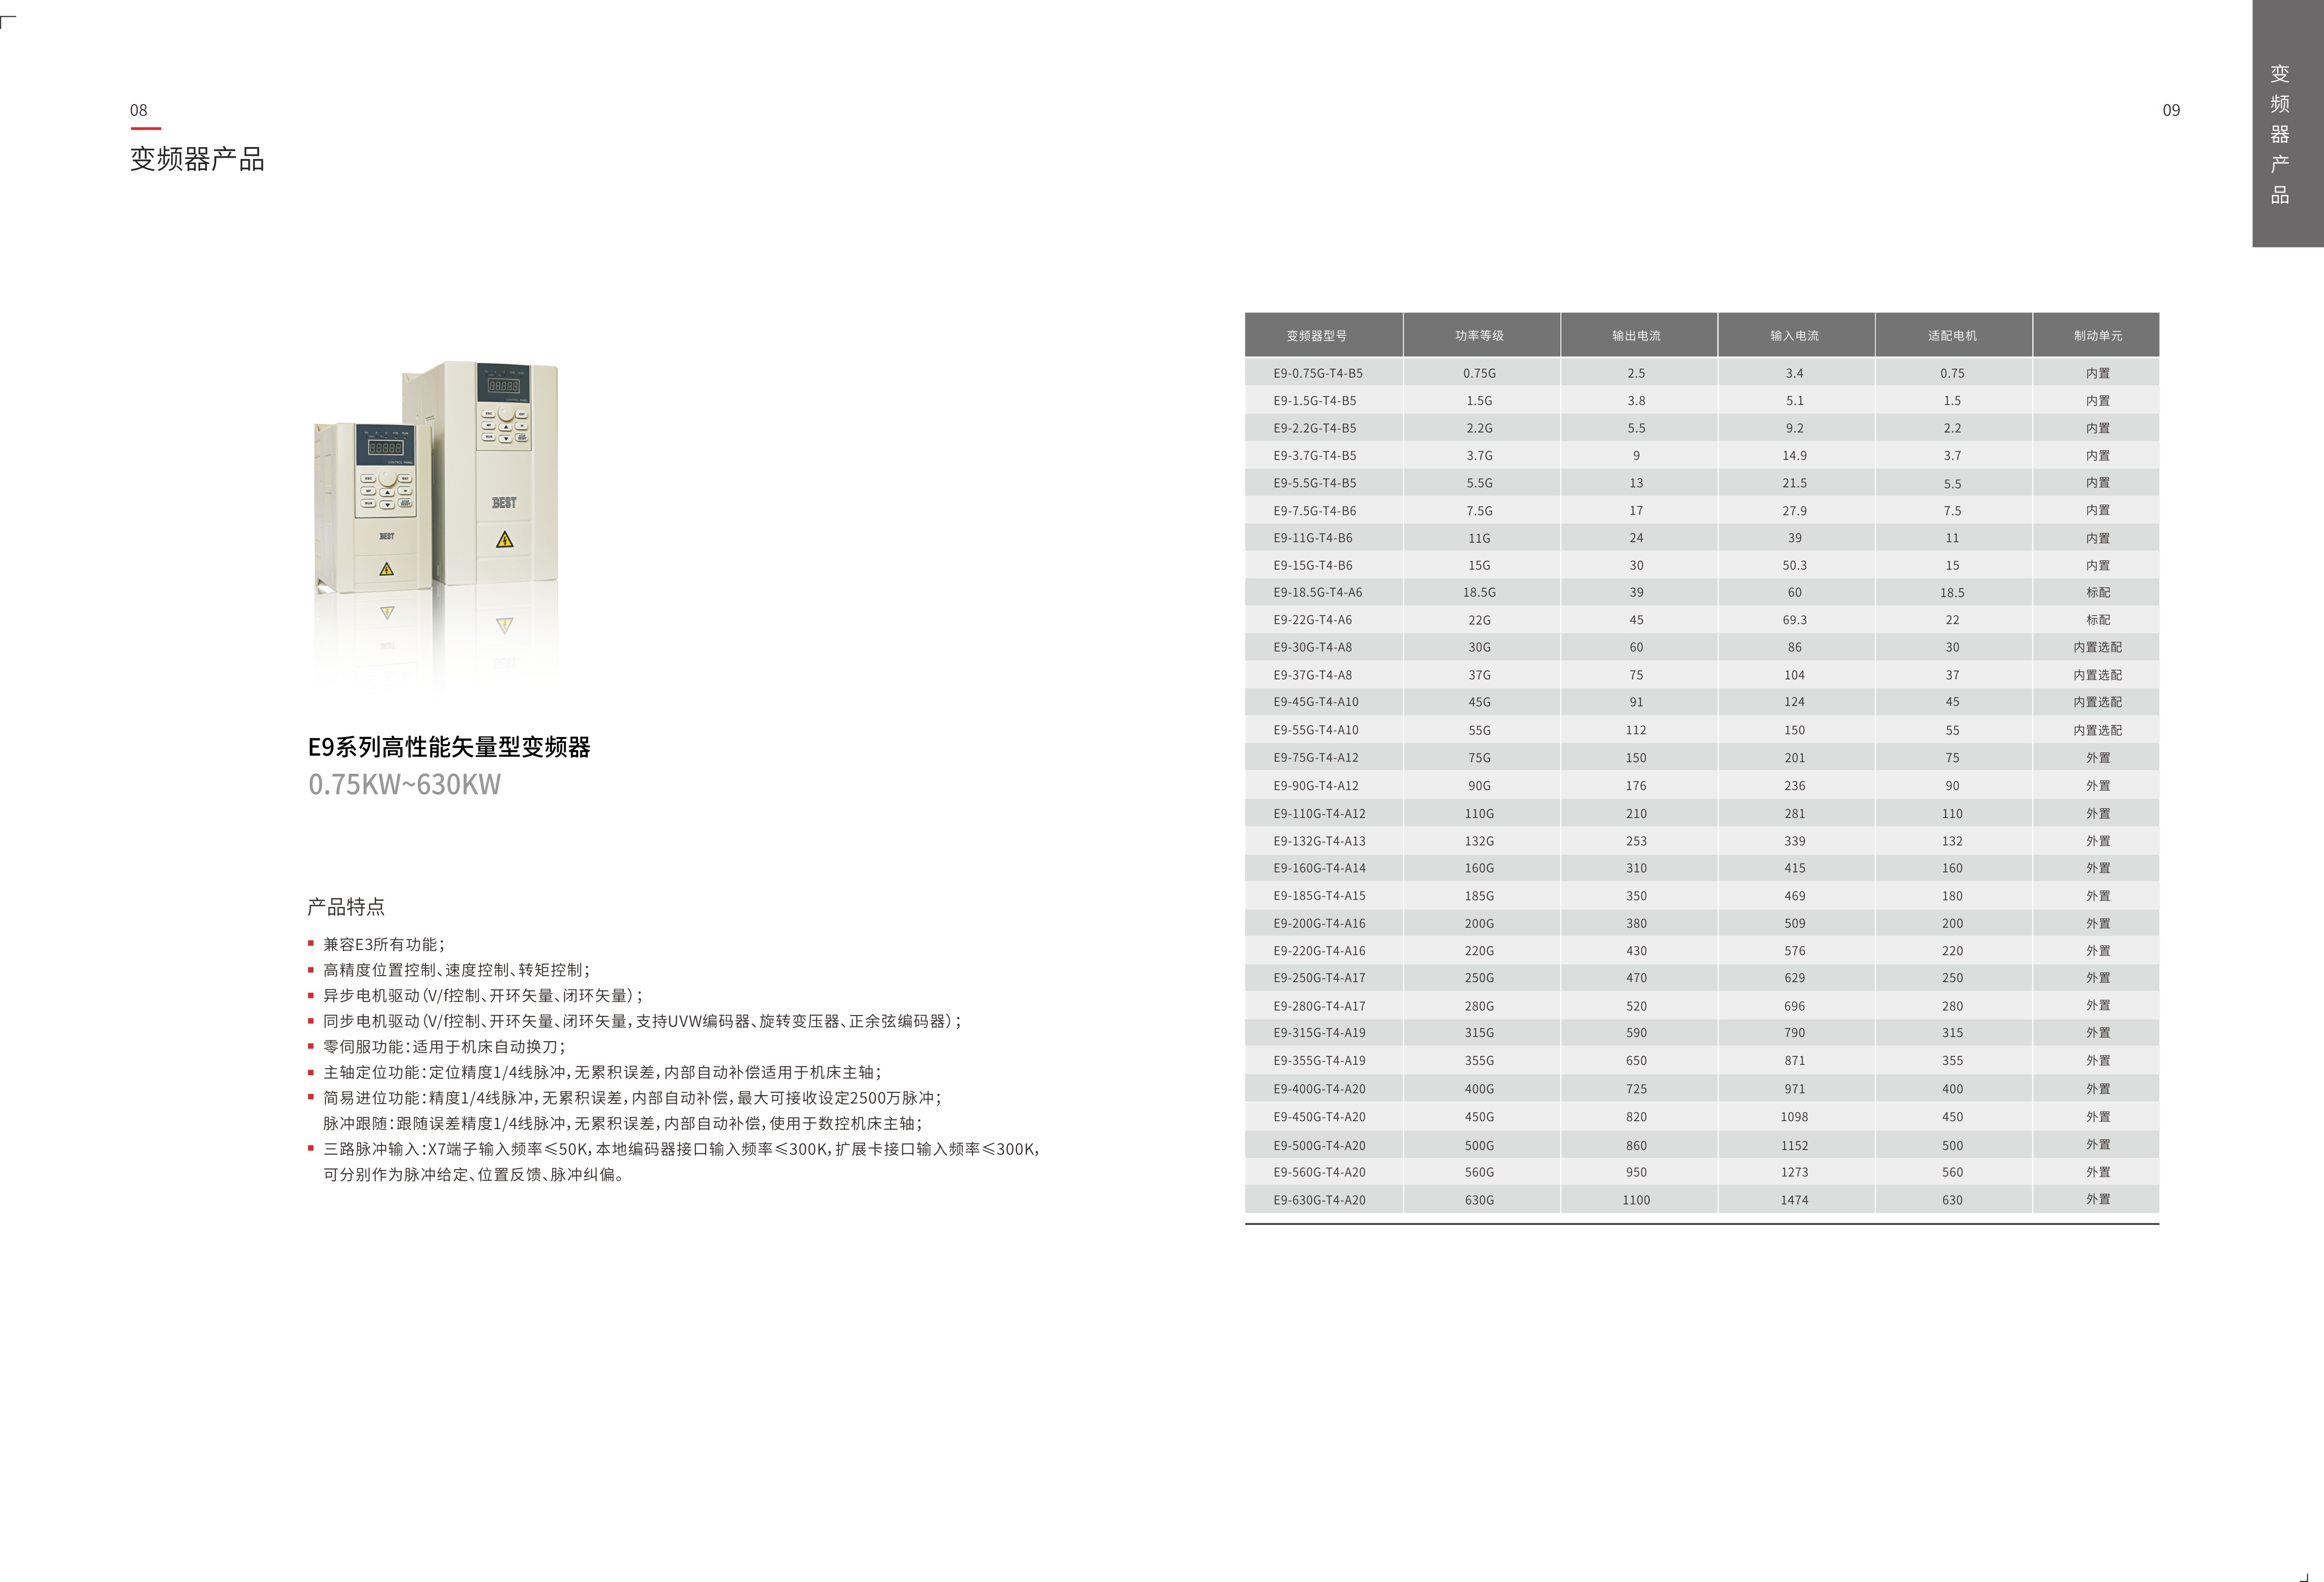 08
变频器产品
BEST
BEST
E9系列高性能矢量型变频器
0.75KW~630KW
产品特点
兼容E3所有功能；
高精度位置控制、速度控制、转矩控制；
异步电机驱动（V/f控制、开环矢量、闭环矢量）；
同步电机驱动（V/f控制、开环矢量、闭环矢量，支持UVW编码器、旋转变压器、正余弦编码器）；
零伺服功能：适用于机床自动换刀；
主轴定位功能：定位精度1/4线脉冲，无累积误差，内部自动补偿适用于机床主轴；
简易进位功能：精度1/4线脉冲，无累积误差，内部自动补偿，最大可接收设定2500万脉冲；
脉冲跟随：跟随误差精度1/4线脉冲，无累积误差，内部自动补偿，使用于数控机床主轴；
三路脉冲输入：X7端子输入频率≤50K，本地编码器接口输入频率≤300K，扩展卡接口输入频率≤300K，
可分别作为脉冲给定、位置反馈、脉冲纠偏。
09
变频器产品
变频器型号 功率等级 输出电流 输入电流 适配电机 制动单元
E9-0.75G-T4-B5 0.75G 2.5 3.4 0.75 内置
E9-1.5G-T4-B5 1.5G 3.8 5.1 1.5 内置
E9-2.2G-T4-B5 2.2G 5.5 9.2 2.2 内置
E9-3.7G-T4-B5 3.7G 9 14.9 3.7 内置
E9-5.5G-T4-B5 5.5G 13 21.5 5.5 内置
E9-7.5G-T4-B6 7.5G 17 27.9 7.5 内置
E9-11G-T4-B6 11G 24 39 11 内置
E9-15G-T4-B6 15G 30 50.3 15 内置
E9-18.5G-T4-A6 18.5G 39 60 18.5 标配
E9-22G-T4-A6 22G 45 69.3 22 标配
E9-30G-T4-A8 30G 60 86 30 内置选配
E9-37G-T4-A8 37G 75 104 37 内置选配
E9-45G-T4-A10 45G 91 124 45 内置选配
E9-55G-T4-A10 55G 112 150 55 内置选配
E9-75G-T4-A12 75G 150 201 75 外置
E9-90G-T4-A12 90G 176 236 90 外置
E9-110G-T4-A12 110G 210 281 110 外置
E9-132G-T4-A13 132G 253 339 132 外置
E9-160G-T4-A14 160G 310 415 160 外置
E9-185G-T4-A15 185G 350 469 180 外置
E9-200G-T4-A16 200G 380 509 200 外置
E9-220G-T4-A16 220G 430 576 220 外置
E9-250G-T4-A17 250G 470 629 250 外置
E9-280G-T4-A17 280G 520 696 280 外置
E9-315G-T4-A19 315G 590 790 315 外置
E9-355G-T4-A19 355G 650 871 355 外置
E9-400G-T4-A20 400G 725 971 400 外置
E9-450G-T4-A20 450G 820 1098 450 外置
E9-500G-T4-A20 500G 860 1152 500 外置
E9-560G-T4-A20 560G 950 1273 560 外置
E9-630G-T4-A20 630G 1100 1474 630 外置